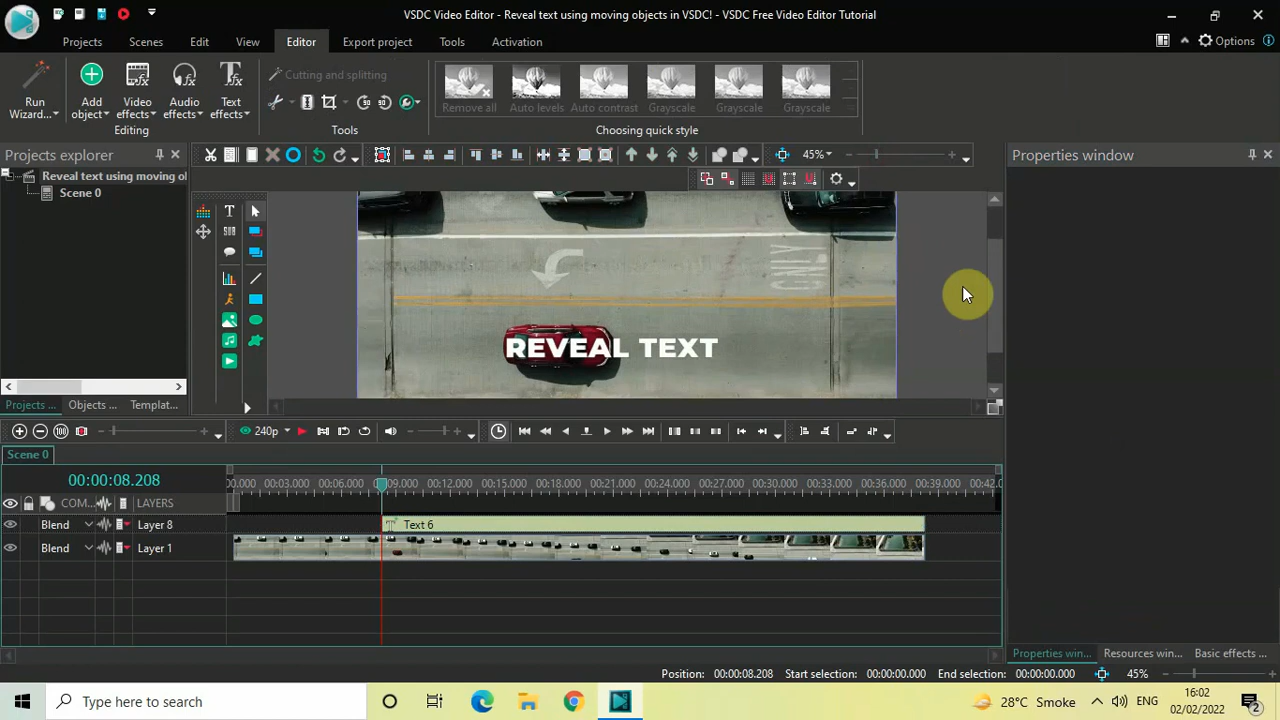 VSDC Video Editor - Reveal text using moving objects in VSDC! - VSDC Free Video Editor Tutorial
Projects Scenes Edit View Editor Export project Tools Activation Options
Run Wizard... Add object Video effects Audio effects Text effects
Editing
Cutting and splitting
Tools
Remove all Auto levels Auto contrast Grayscale Grayscale Grayscale
Choosing quick style
Projects explorer
45%
Properties window
Reveal text using moving ol
Scene 0
ONLY
REVEAL TEXT
Projects ... Objects ... Templat...
240p
Scene 0
00:00:08.208
00.000 00:03.000 00:06.000 00:09.000 00:12.000 00:15.000 00:18.000 00:21.000 00:24.000 00:27.000 00:30.000 00:33.000 00:36.000 00:39.000 00:42.0
COM... LAYERS
Blend Layer 8 Text 6
Blend Layer 1
Properties win... Resources win... Basic effects ...
Position: 00:00:08.208 Start selection: 00:00:00.000 End selection: 00:00:00.000 45%
Type here to search
28°C Smoke ENG 16:02 02/02/2022 2